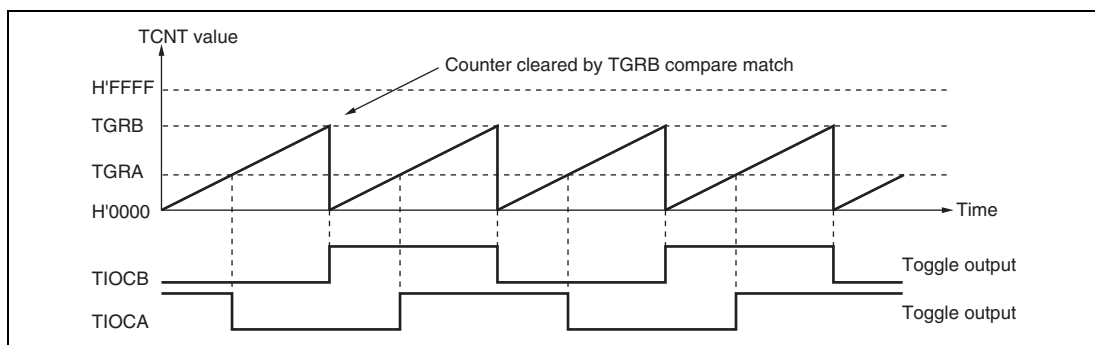 TCNT value
Counter cleared by TGRB compare match
H'FFFF
TGRB
TGRA
H'0000
Time
TIOCB
Toggle output
TIOCA
Toggle output